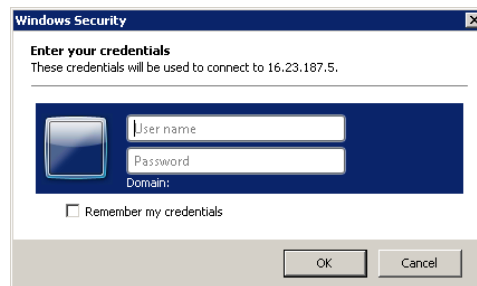 Windows Security
Enter your credentials
These credentials will be used to connect to 16.23.187.5.
User name
Password
Domain:
Remember my credentials
OK
Cancel